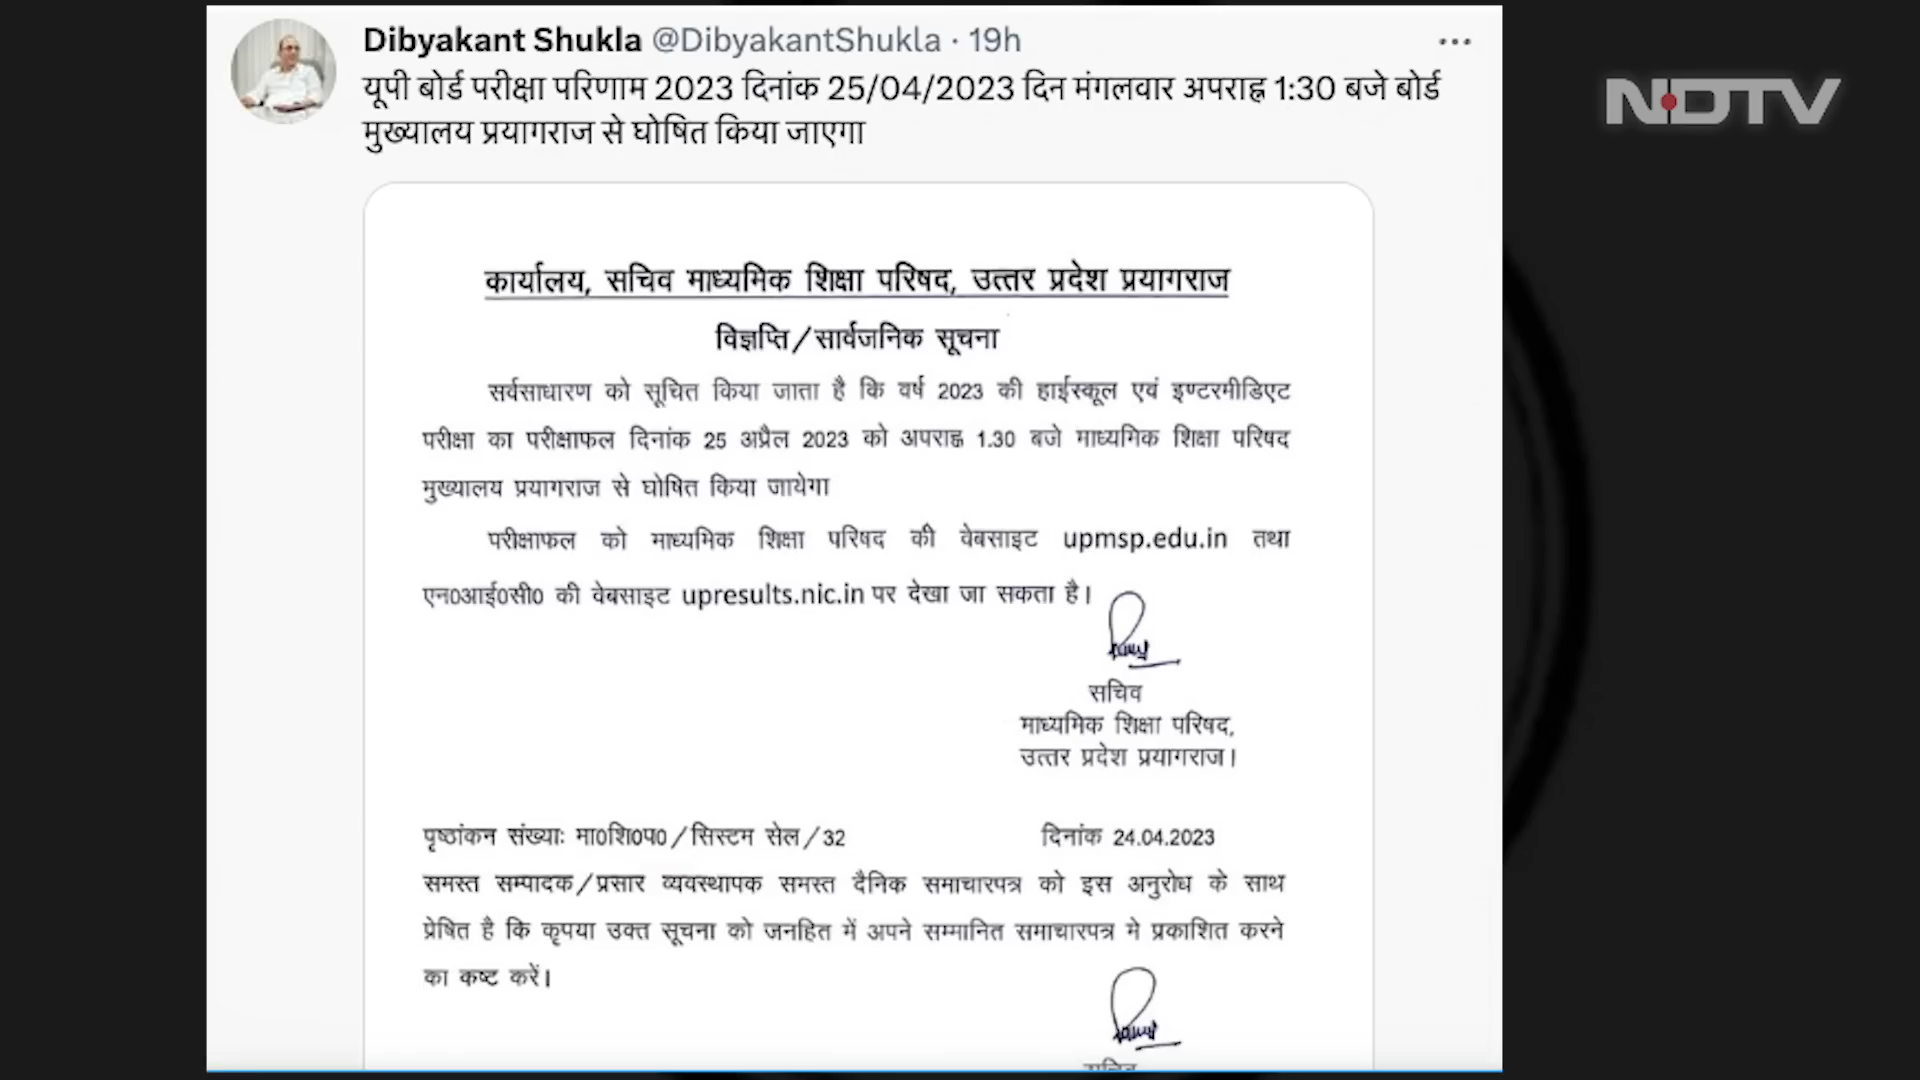 Dibyakant Shukla @DibyakantShukla · 19h
यूपी बोर्ड परीक्षा परिणाम 2023 दिनांक 25/04/2023 दिन मंगलवार अपराह्न 1:30 बजे बोर्ड
मुख्यालय प्रयागराज से घोषित किया जाएगा
NDTV
कार्यालय, सचिव माध्यमिक शिक्षा परिषद, उत्तर प्रदेश प्रयागराज
विज्ञप्ति/सार्वजनिक सूचना
सर्वसाधारण को सूचित किया जाता है कि वर्ष 2023 की हाईस्कूल एवं इण्टरमीडिएट
परीक्षा का परीक्षाफल दिनांक 25 अप्रैल 2023 को अपराह्न 1.30 बजे माध्यमिक शिक्षा परिषद
मुख्यालय प्रयागराज से घोषित किया जायेगा
परीक्षाफल को माध्यमिक शिक्षा परिषद की वेबसाइट upmsp.edu.in तथा
एन0आई0सी0 की वेबसाइट upresults.nic.in पर देखा जा सकता है।
सचिव
माध्यमिक शिक्षा परिषद,
उत्तर प्रदेश प्रयागराज।
पृष्ठांकन संख्याः मा0शि0प0/सिस्टम सेल/32 दिनांक 24.04.2023
समस्त सम्पादक/प्रसार व्यवस्थापक समस्त दैनिक समाचारपत्र को इस अनुरोध के साथ
प्रेषित है कि कृपया उक्त सूचना को जनहित में अपने सम्मानित समाचारपत्र मे प्रकाशित करने
का कष्ट करें।